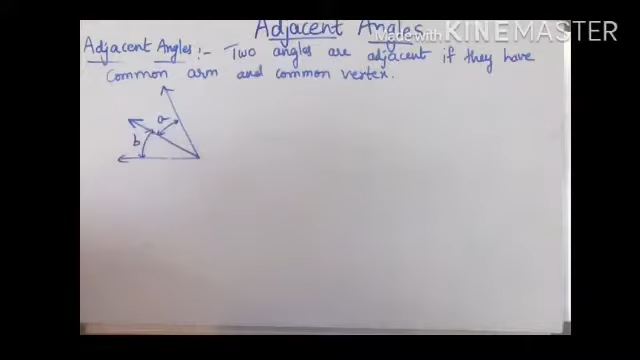 Adjacent Angles
Made with KINEMASTER
Adjacent Angles :- Two angles are adjacent if they have
common arm and common vertex.
a
b